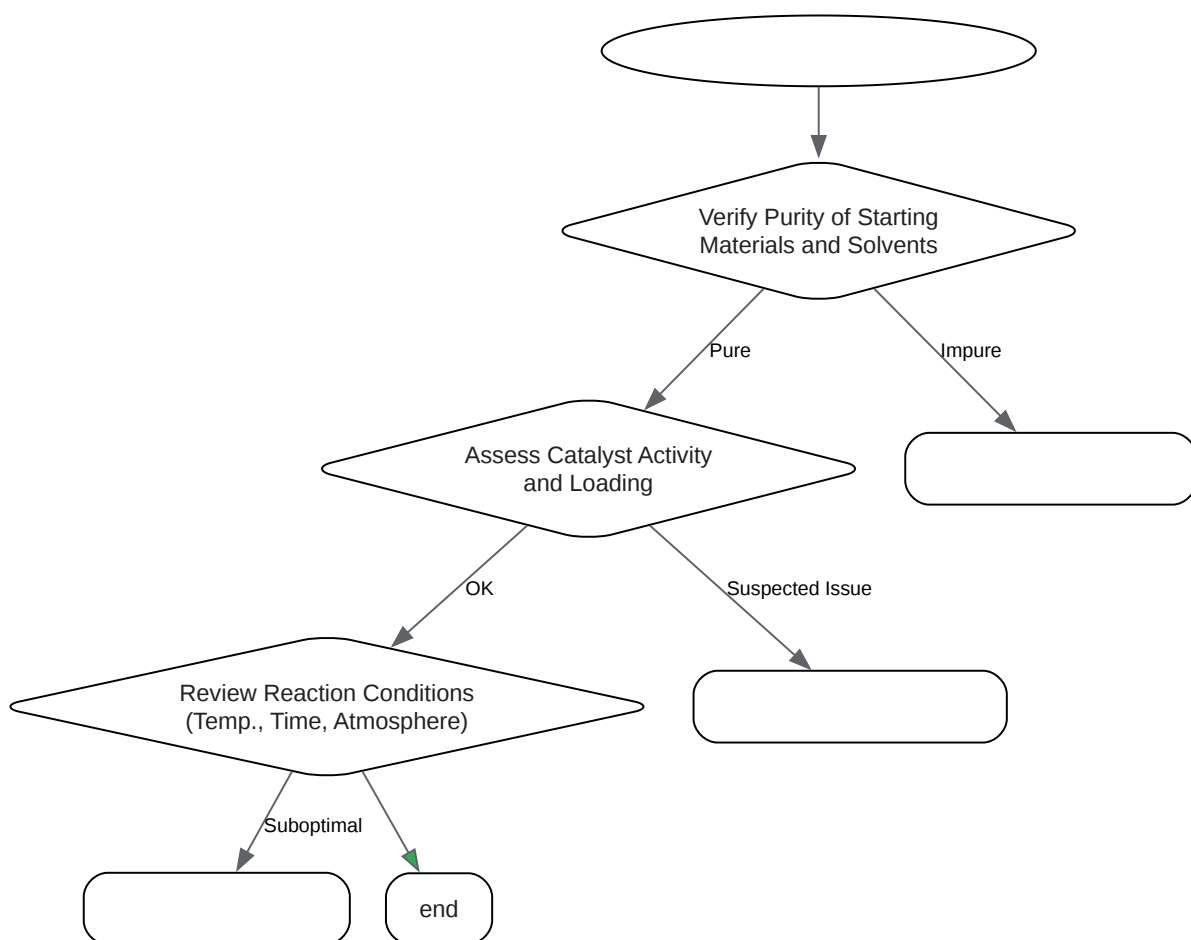 Verify Purity of Starting
Materials and Solvents
Pure
Impure
Assess Catalyst Activity
and Loading
OK
Suspected Issue
Review Reaction Conditions
(Temp., Time, Atmosphere)
Suboptimal
end